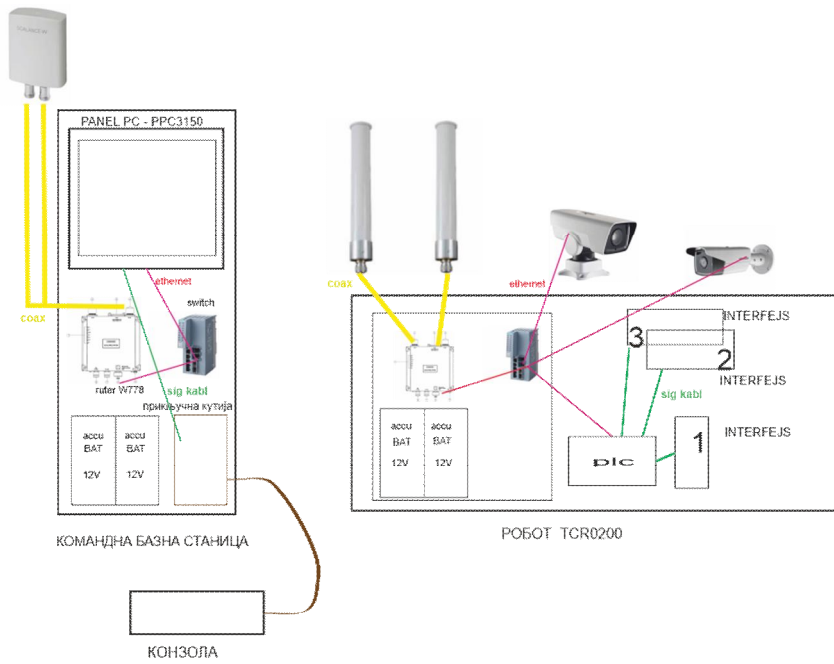 PANEL PC - PPC3150
ethernet
switch
coax
ruter W778
sig kabl
прикључна кутија
accu
BAT
12V
accu
BAT
12V
КОМАНДНА БАЗНА СТАНИЦА
КОНЗОЛА
coax
ethernet
INTERFEJS
3
2
sig kabl
INTERFEJS
1
INTERFEJS
accu
BAT
12V
accu
BAT
12V
plc
РОБОТ TCR0200